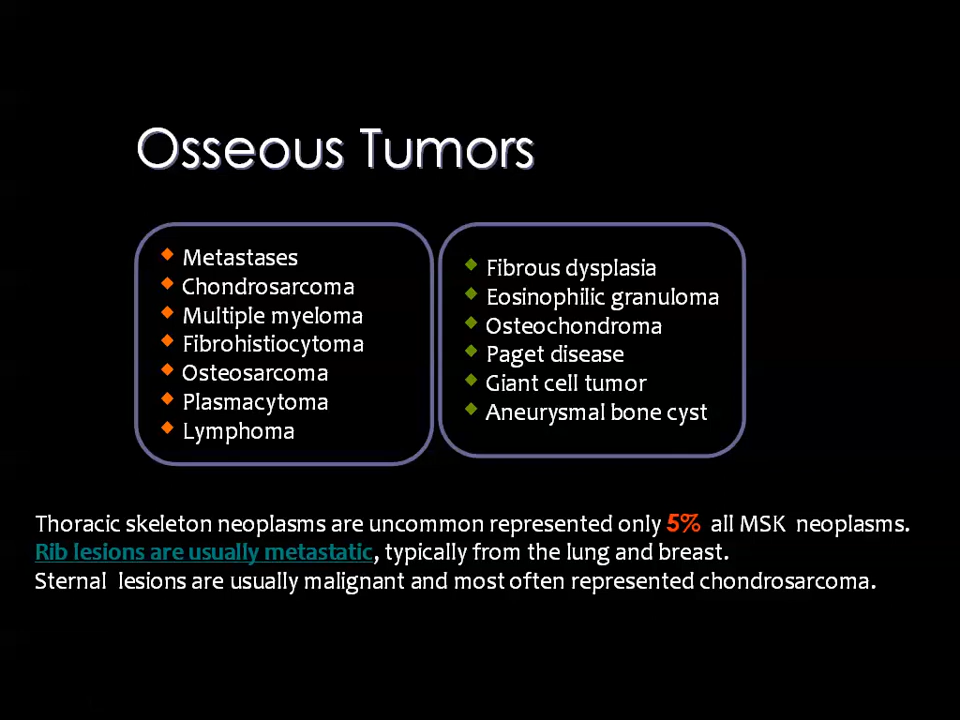 Osseous Tumors
Metastases
Chondrosarcoma
Multiple myeloma
Fibrohistiocytoma
Osteosarcoma
Plasmacytoma
Lymphoma
Fibrous dysplasia
Eosinophilic granuloma
Osteochondroma
Paget disease
Giant cell tumor
Aneurysmal bone cyst
Thoracic skeleton neoplasms are uncommon represented only 5% all MSK neoplasms.
Rib lesions are usually metastatic, typically from the lung and breast.
Sternal lesions are usually malignant and most often represented chondrosarcoma.